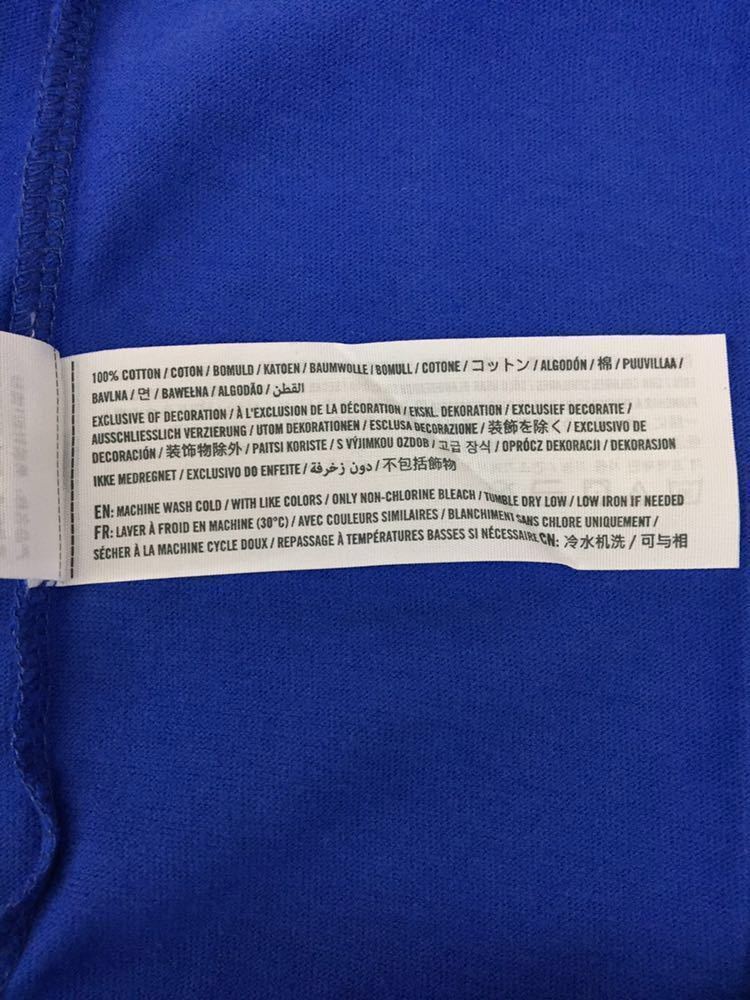 100% COTTON / COTON / BOMULD / KATOEN / BAUMWOLLE / BOMULL / COTONE / コットン / ALGODÓN / 棉 / PUUVILLAA /
BAVLNA / 면 / BAWEŁNA / ALGODÃO / القطن
EXCLUSIVE OF DECORATION / À L'EXCLUSION DE LA DÉCORATION / EKSKL. DEKORATION / EXCLUSIEF DECORATIE /
AUSSCHLIESSLICH VERZIERUNG / UTOM DEKORATIONEN / ESCLUSA DECORAZIONE / 装飾を除く / EXCLUSIVO DE
DECORACIÓN / 装饰物除外 / PAITSI KORISTE / S VÝJIMKOU OZDOB / 고급 장식 / OPRÓCZ DEKORACJI / DEKORASJON
IKKE MEDREGNET / EXCLUSIVO DO ENFEITE / دون زخرفة / 不包括飾物
EN: MACHINE WASH COLD / WITH LIKE COLORS / ONLY NON-CHLORINE BLEACH / TUMBLE DRY LOW / LOW IRON IF NEEDED
FR: LAVER À FROID EN MACHINE (30°C) / AVEC COULEURS SIMILAIRES / BLANCHIMENT SANS CHLORE UNIQUEMENT /
SÉCHER À LA MACHINE CYCLE DOUX / REPASSAGE À TEMPÉRATURES BASSES SI NÉCESSAIRE CN: 冷水机洗 / 可与相